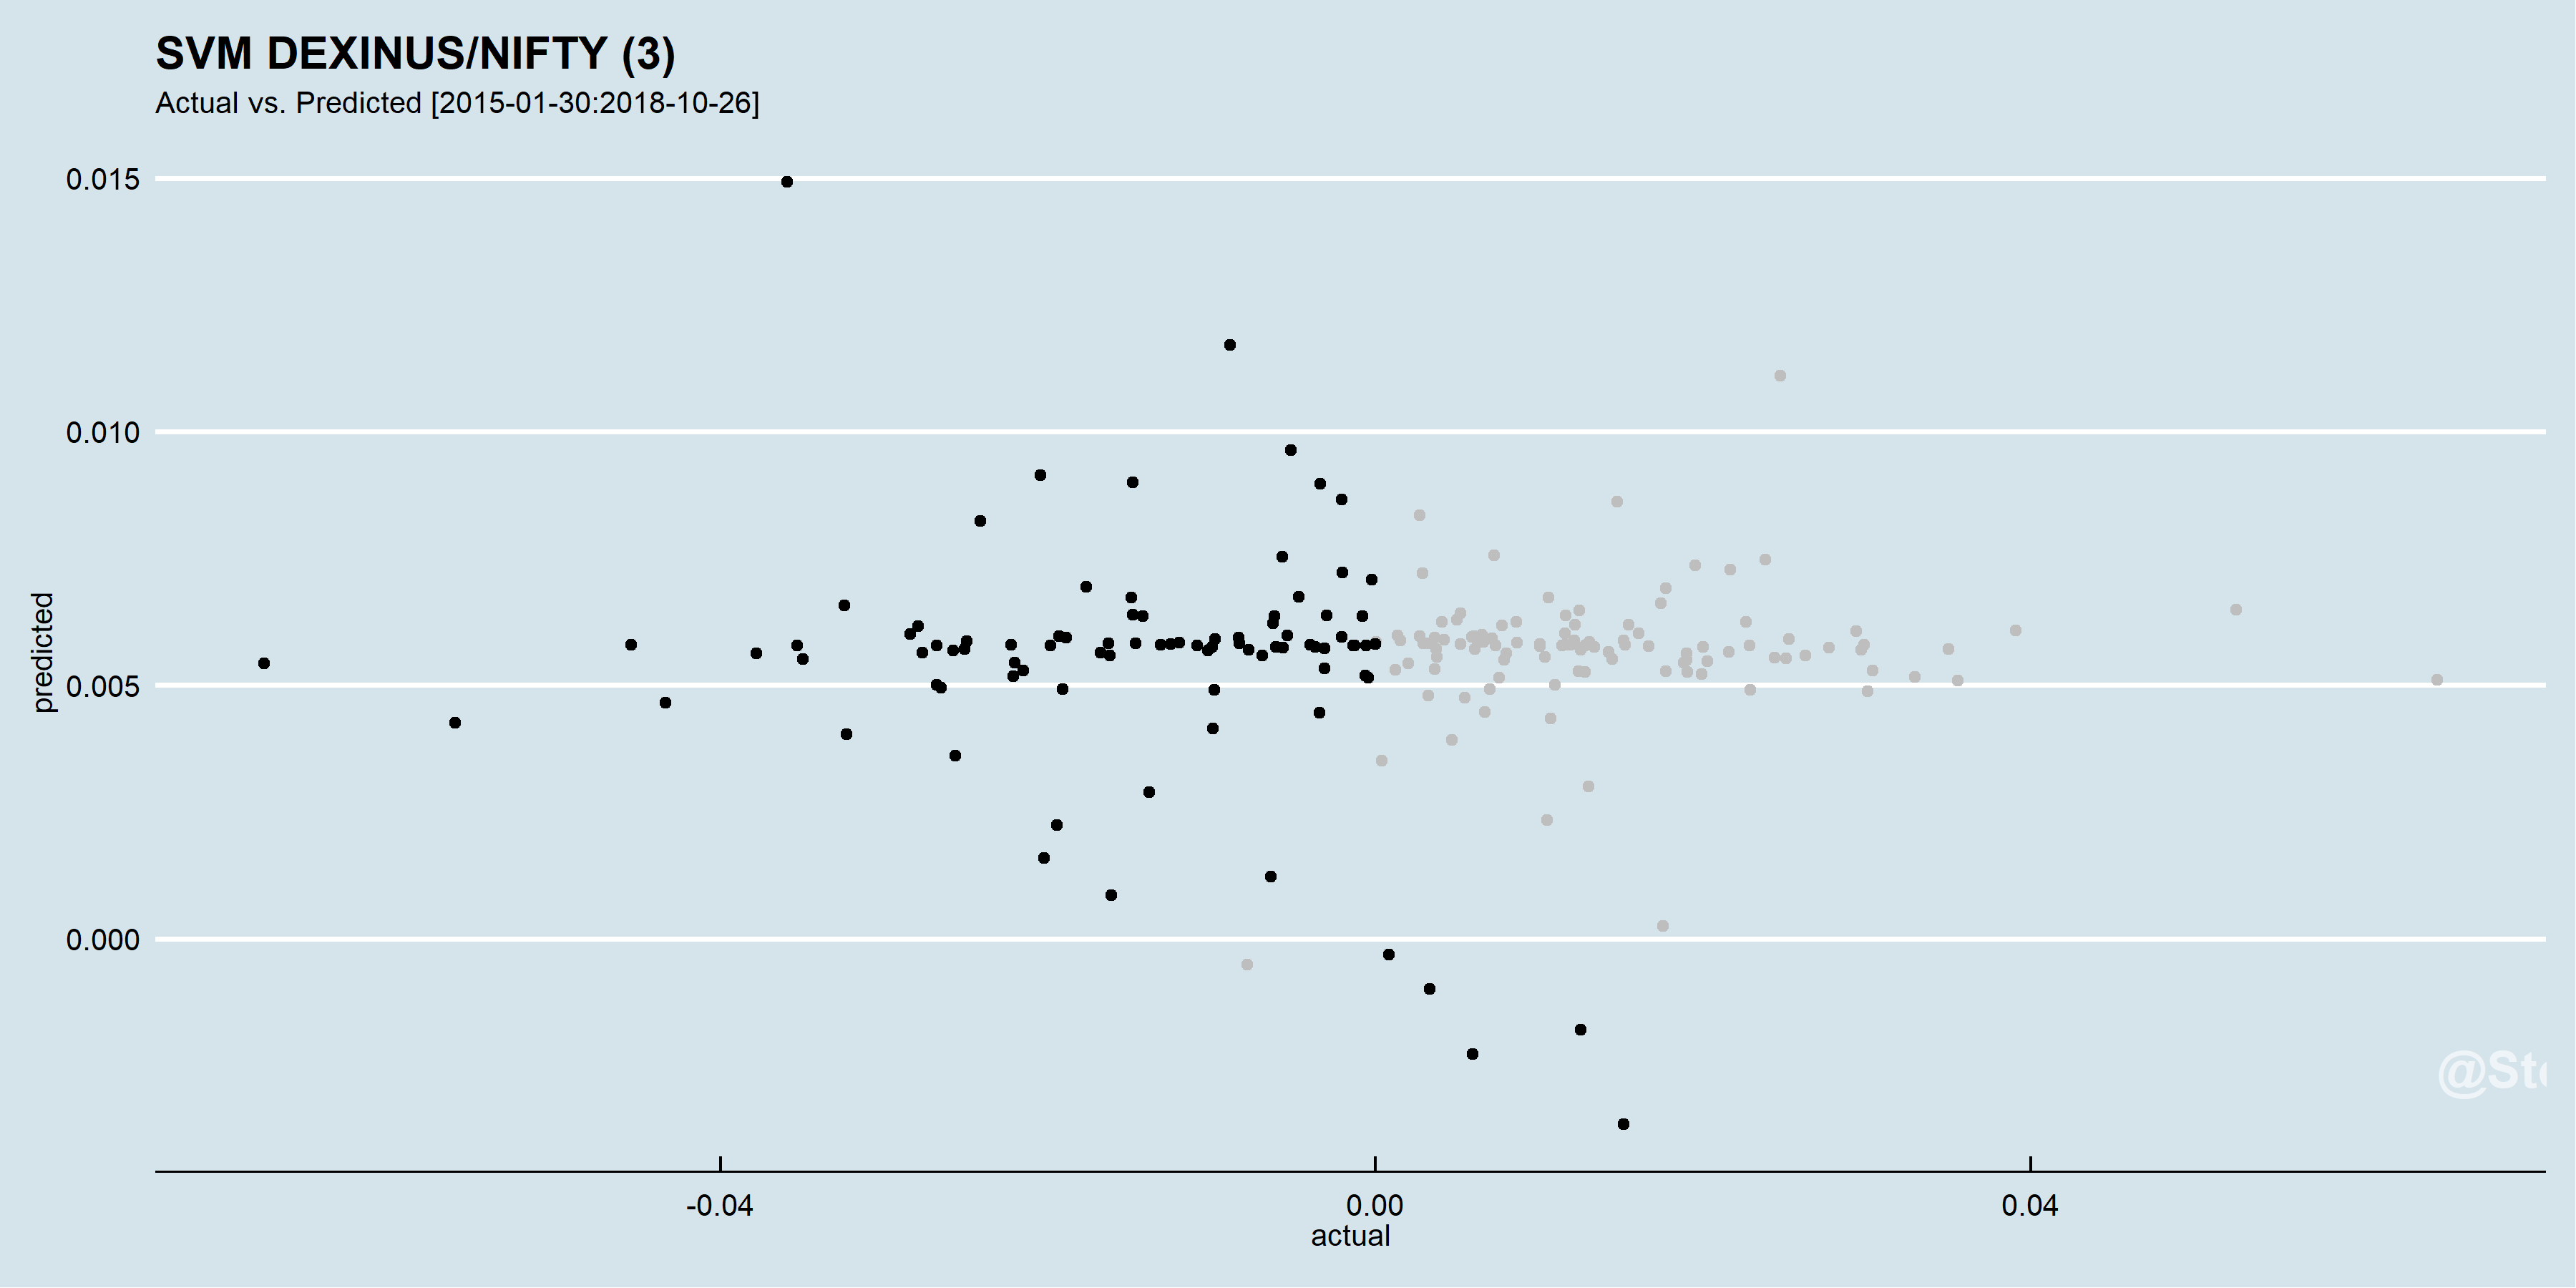 SVM DEXINUS/NIFTY (3)
Actual vs. Predicted [2015-01-30:2018-10-26]
0.015
0.010
0.005
0.000
predicted
-0.04 0.00 0.04
actual